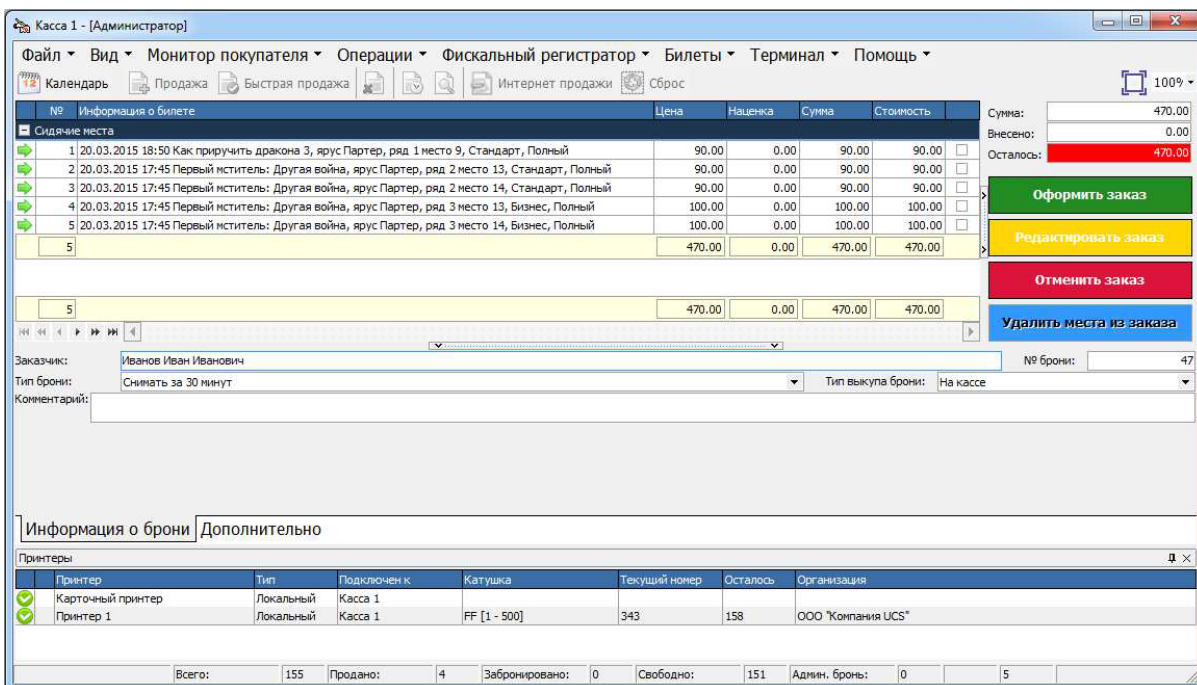 Касса 1 - [Администратор]
Файл Вид Монитор покупателя Операции Фискальный регистратор Билеты Терминал Помощь
12 Календарь Продажа Быстрая продажа Интернет продажи Сброс 100%
№ Информация о билете Цена Наценка Сумма Стоимость
Сумма: 470.00
Сидячие места
Внесено: 0.00
1 20.03.2015 18:50 Как приручить дракона 3, ярус Партер, ряд 1 место 9, Стандарт, Полный 90.00 0.00 90.00 90.00
Осталось: 470.00
2 20.03.2015 17:45 Первый мститель: Другая война, ярус Партер, ряд 2 место 13, Стандарт, Полный 90.00 0.00 90.00 90.00
3 20.03.2015 17:45 Первый мститель: Другая война, ярус Партер, ряд 2 место 14, Стандарт, Полный 90.00 0.00 90.00 90.00
4 20.03.2015 17:45 Первый мститель: Другая война, ярус Партер, ряд 3 место 13, Бизнес, Полный 100.00 0.00 100.00 100.00
5 20.03.2015 17:45 Первый мститель: Другая война, ярус Партер, ряд 3 место 14, Бизнес, Полный 100.00 0.00 100.00 100.00
5 470.00 0.00 470.00 470.00
5 470.00 0.00 470.00 470.00
Оформить заказ
Редактировать заказ
Отменить заказ
Удалить места из заказа
Заказчик: Иванов Иван Иванович № брони: 47
Тип брони: Снимать за 30 минут Тип выкупа брони: На кассе
Комментарий:
Информация о брони Дополнительно
Принтеры
Принтер Тип Подключен к Катушка Текущий номер Осталось Организация
Карточный принтер Локальный Касса 1
Принтер 1 Локальный Касса 1 FF [1 - 500] 343 158 ООО "Компания UCS"
Всего: 155 Продано: 4 Забронировано: 0 Свободно: 151 Админ. бронь: 0 5